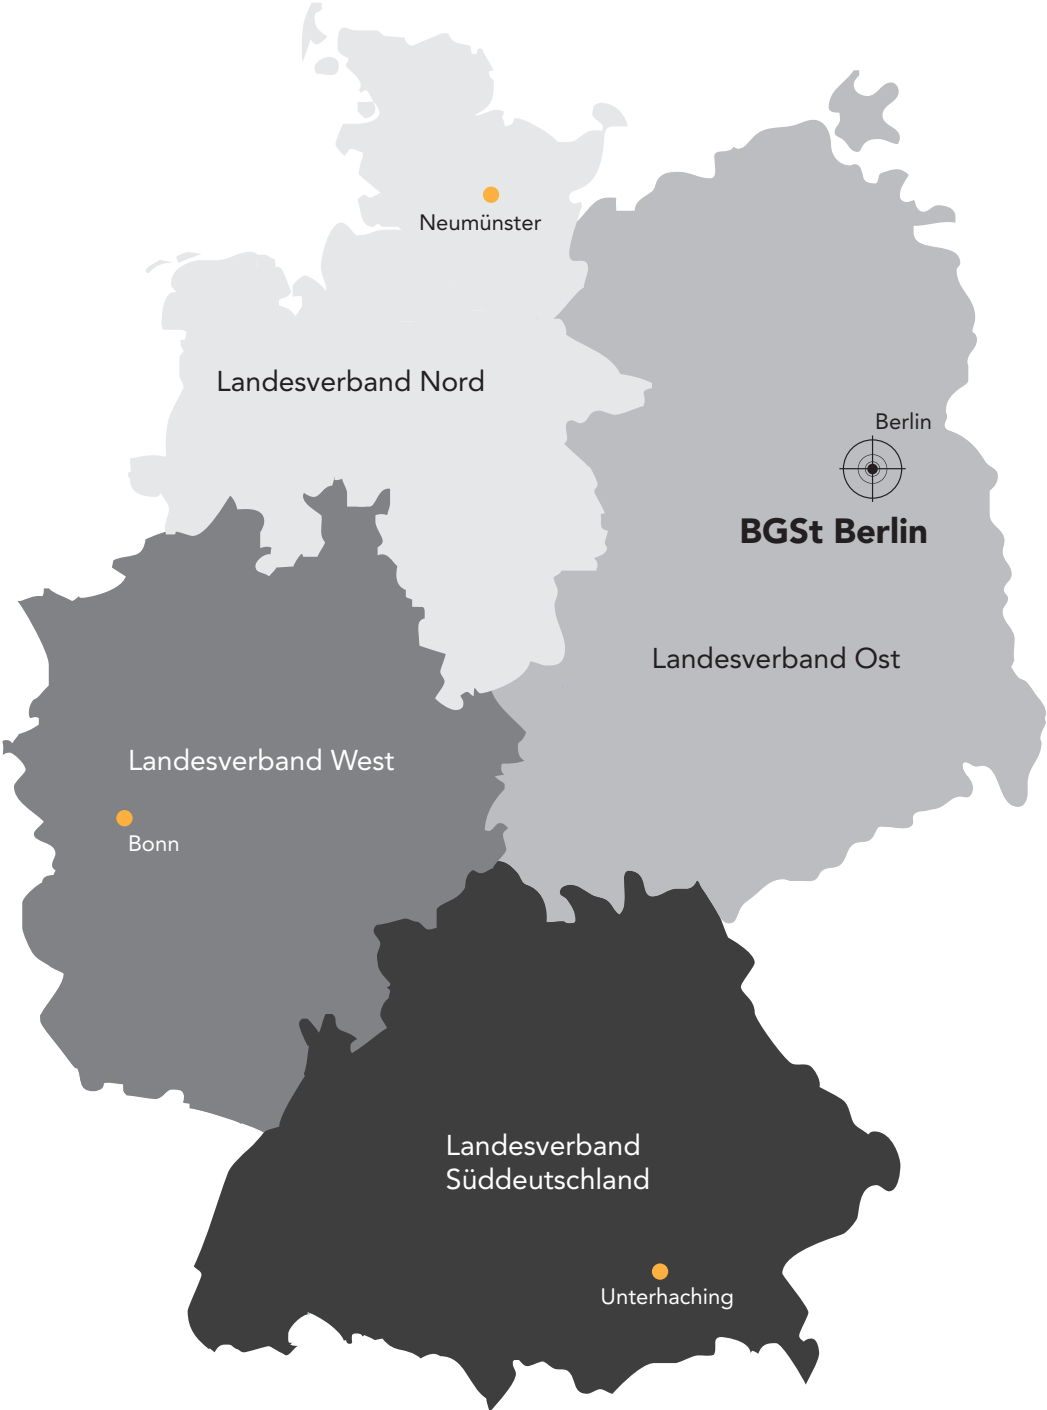 Neumünster
Landesverband Nord
Berlin
BGSt Berlin
Landesverband Ost
Landesverband West
Bonn
Landesverband
Süddeutschland
Unterhaching